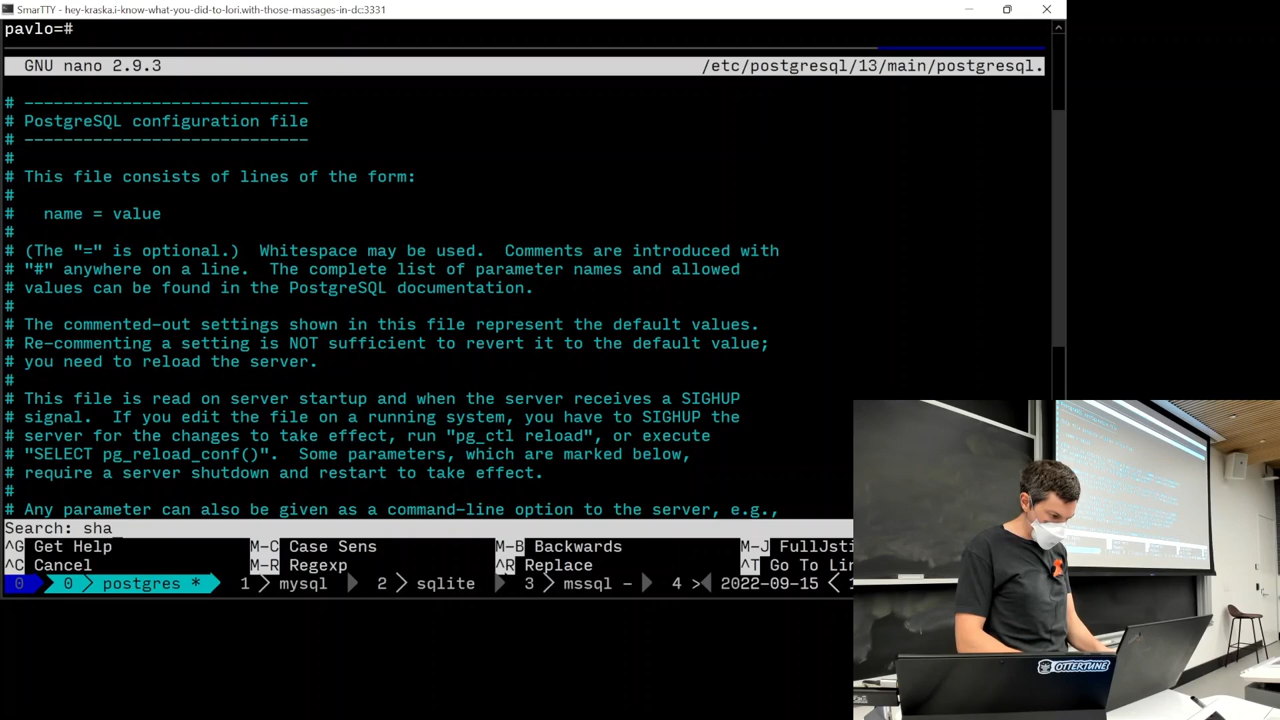 SmarTTY - hey-kraska.i-know-what-you-did-to-lori.with-those-massages-in-dc:3331
pavlo=#
GNU nano 2.9.3 /etc/postgresql/13/main/postgresql.
# -----------------------------
# PostgreSQL configuration file
# -----------------------------
#
# This file consists of lines of the form:
#
#   name = value
#
# (The "=" is optional.)  Whitespace may be used.  Comments are introduced with
# "#" anywhere on a line.  The complete list of parameter names and allowed
# values can be found in the PostgreSQL documentation.
#
# The commented-out settings shown in this file represent the default values.
# Re-commenting a setting is NOT sufficient to revert it to the default value;
# you need to reload the server.
#
# This file is read on server startup and when the server receives a SIGHUP
# signal.  If you edit the file on a running system, you have to SIGHUP the
# server for the changes to take effect, run "pg_ctl reload", or execute
# "SELECT pg_reload_conf()".  Some parameters, which are marked below,
# require a server shutdown and restart to take effect.
#
# Any parameter can also be given as a command-line option to the server, e.g.,
Search: sha
^G Get Help M-C Case Sens M-B Backwards M-J FullJsti
^C Cancel M-R Regexp ^R Replace ^T Go To Lin
0 0 postgres * 1 mysql 2 sqlite 3 mssql - 4 > 2022-09-15 < 1
OTTERTUNE